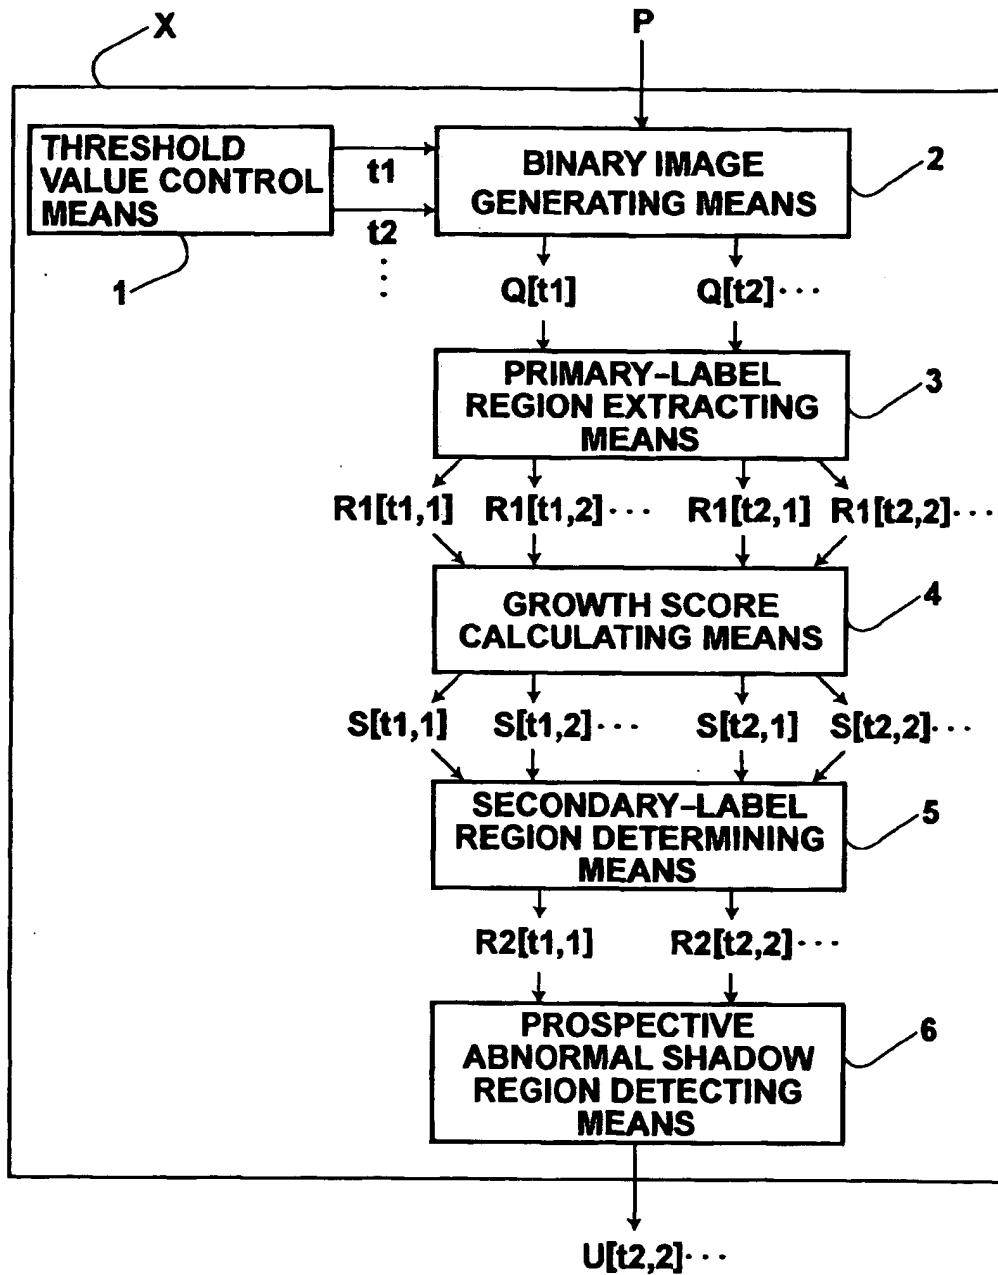 X
P
THRESHOLD
VALUE CONTROL
MEANS
1
t1
t2
BINARY IMAGE
GENERATING MEANS
2
Q[t1] Q[t2]···
PRIMARY–LABEL
REGION EXTRACTING
MEANS
3
R1[t1,1] R1[t1,2]··· R1[t2,1] R1[t2,2]···
GROWTH SCORE
CALCULATING MEANS
4
S[t1,1] S[t1,2]··· S[t2,1] S[t2,2]···
SECONDARY–LABEL
REGION DETERMINING
MEANS
5
R2[t1,1] R2[t2,2]···
PROSPECTIVE
ABNORMAL SHADOW
REGION DETECTING
MEANS
6
U[t2,2]···